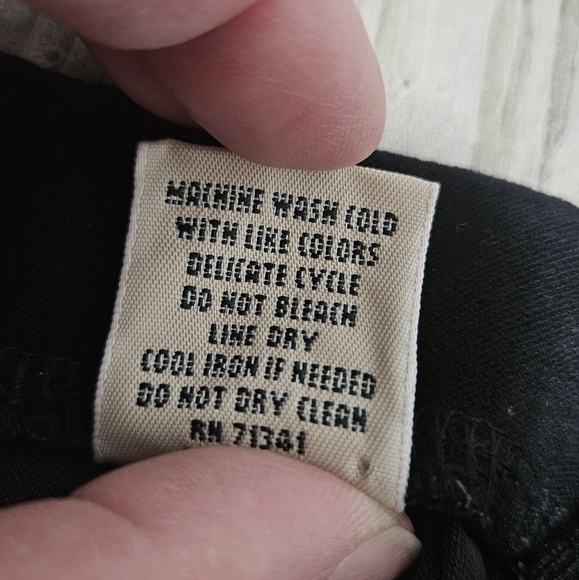 MACHINE WASH COLD
WITH LIKE COLORS
DELICATE CYCLE
DO NOT BLEACH
LINE DRY
COOL IRON IF NEEDED
DO NOT DRY CLEAN
RN 71341